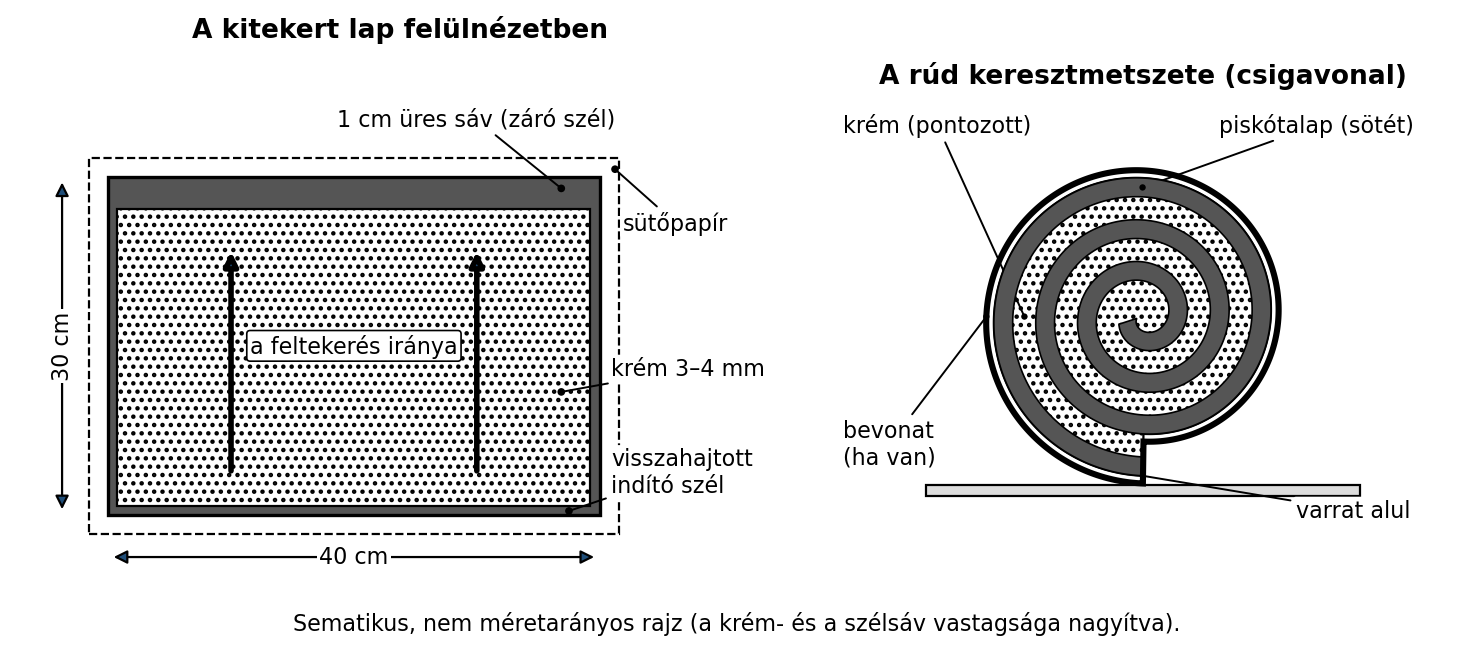 A kitekert lap felülnézetben
1 cm üres sáv (záró szél)
sütőpapír
30 cm
a feltekerés iránya
krém 3–4 mm
visszahajtott
indító szél
40 cm
A rúd keresztmetszete (csigavonal)
krém (pontozott)
piskótalap (sötét)
bevonat
(ha van)
varrat alul
Sematikus, nem méretarányos rajz (a krém- és a szélsáv vastagsága nagyítva).